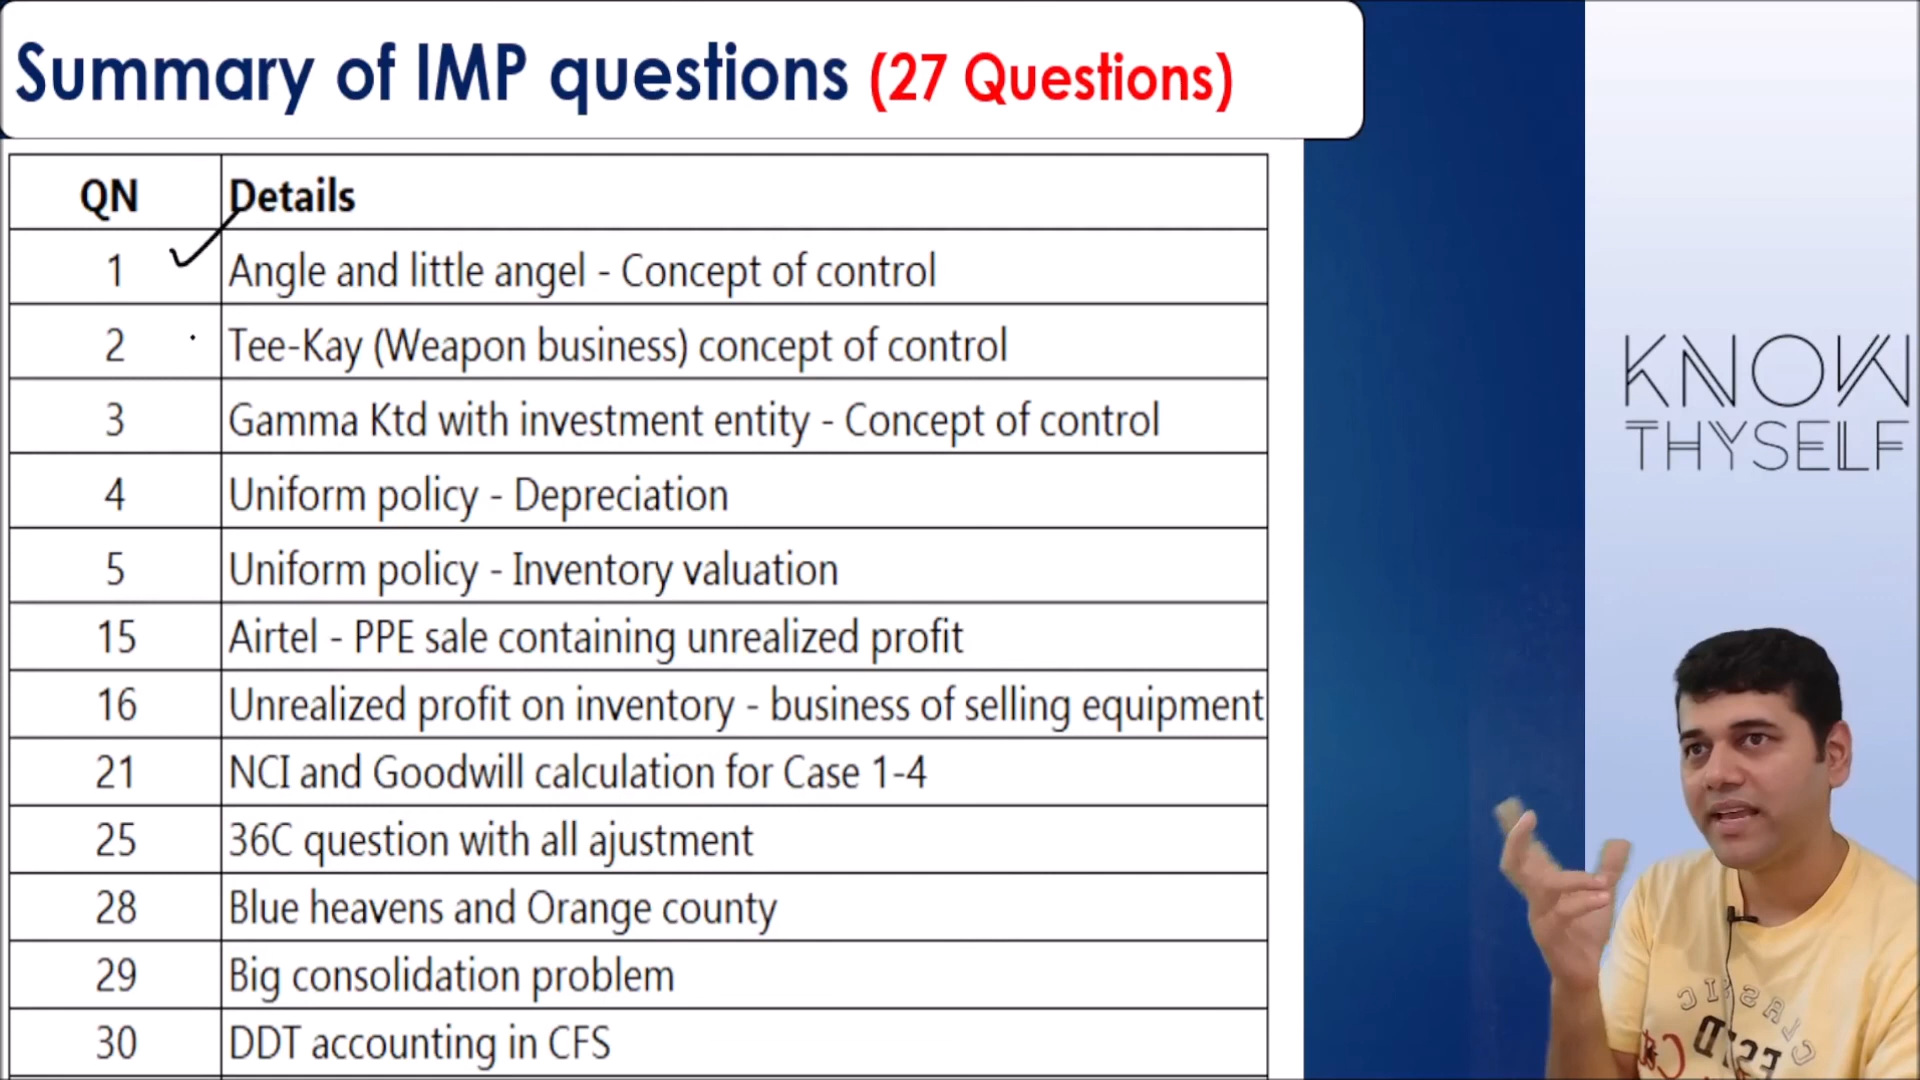 Summary of IMP questions (27 Questions)
QN Details
1 Angle and little angel - Concept of control
2 Tee-Kay (Weapon business) concept of control
3 Gamma Ktd with investment entity - Concept of control
4 Uniform policy - Depreciation
5 Uniform policy - Inventory valuation
15 Airtel - PPE sale containing unrealized profit
16 Unrealized profit on inventory - business of selling equipment
21 NCI and Goodwill calculation for Case 1-4
25 36C question with all ajustment
28 Blue heavens and Orange county
29 Big consolidation problem
30 DDT accounting in CFS
KNOW
THYSELF